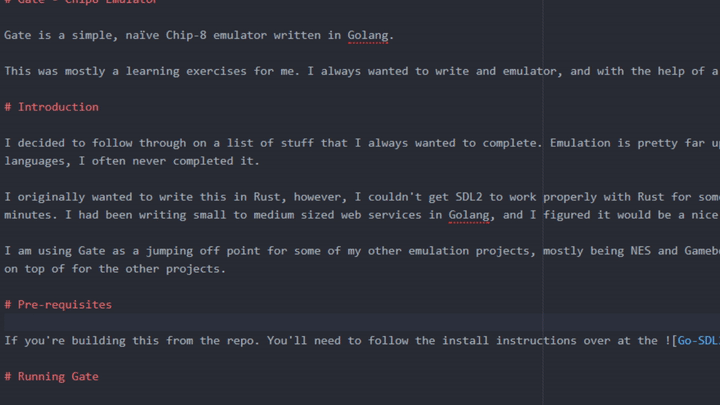 # Gate - Chip8 Emulator
Gate is a simple, naïve Chip-8 emulator written in Golang.
This was mostly a learning exercises for me. I always wanted to write and emulator, and with the help of a
# Introduction
I decided to follow through on a list of stuff that I always wanted to complete. Emulation is pretty far up
languages, I often never completed it.
I originally wanted to write this in Rust, however, I couldn't get SDL2 to work properly with Rust for som
minutes. I had been writing small to medium sized web services in Golang, and I figured it would be a nice
I am using Gate as a jumping off point for some of my other emulation projects, mostly being NES and Gameb
on top of for the other projects.
# Pre-requisites
If you're building this from the repo. You'll need to follow the install instructions over at the ![Go-SDL
# Running Gate